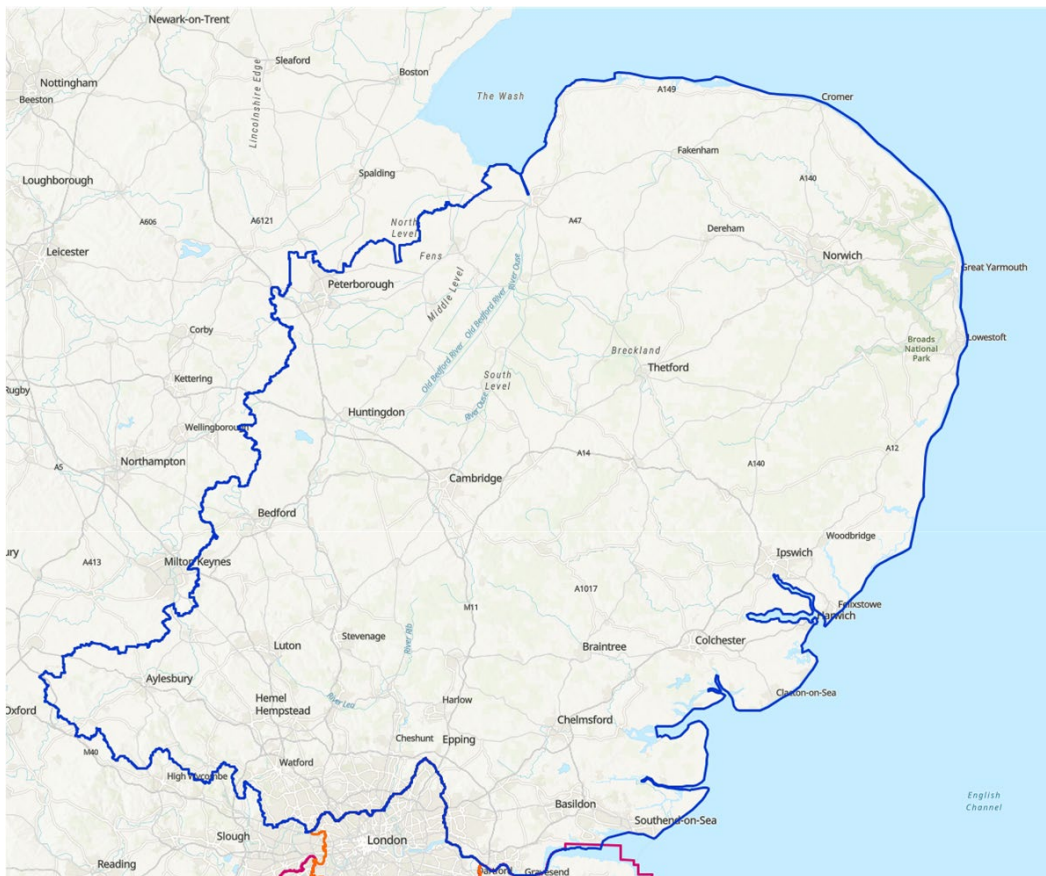 Newark-on-Trent
Sleaford
Boston
Nottingham
Beeston
Lincolnshire Edge
The Wash
A149
Cromer
Fakenham
Loughborough
Spalding
A140
A606
A6121
North
Level
A47
Dereham
Leicester
Fens
Norwich
Great Yarmouth
Peterborough
Middle Level
River Ouse
Old Bedford River
Corby
Broads
National
Park
Lowestoft
Breckland
Thetford
Old Bedford River
South
Level
Kettering
Rugby
River Ouse
Huntingdon
Wellingborough
A5
Northampton
A14
A140
A12
Cambridge
Bedford
Woodbridge
Ipswich
A413
Milton Keynes
A1017
M11
Felixstowe
Harwich
Stevenage
River Rib
Colchester
Luton
Braintree
Aylesbury
Clacton-on-Sea
Hemel
Hempstead
River Lea
Harlow
Oxford
Chelmsford
Cheshunt
Epping
M40
Watford
High Wycombe
Basildon
English
Channel
Southend-on-Sea
Slough
London
Reading
Dartford
Gravesend